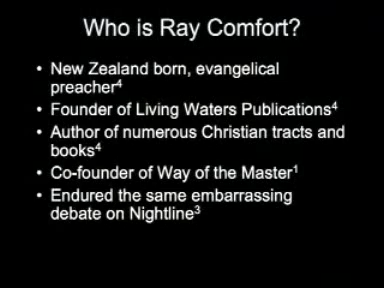 Who is Ray Comfort?
• New Zealand born, evangelical
preacher⁴
• Founder of Living Waters Publications⁴
• Author of numerous Christian tracts and
books⁴
• Co-founder of Way of the Master¹
• Endured the same embarrassing
debate on Nightline³